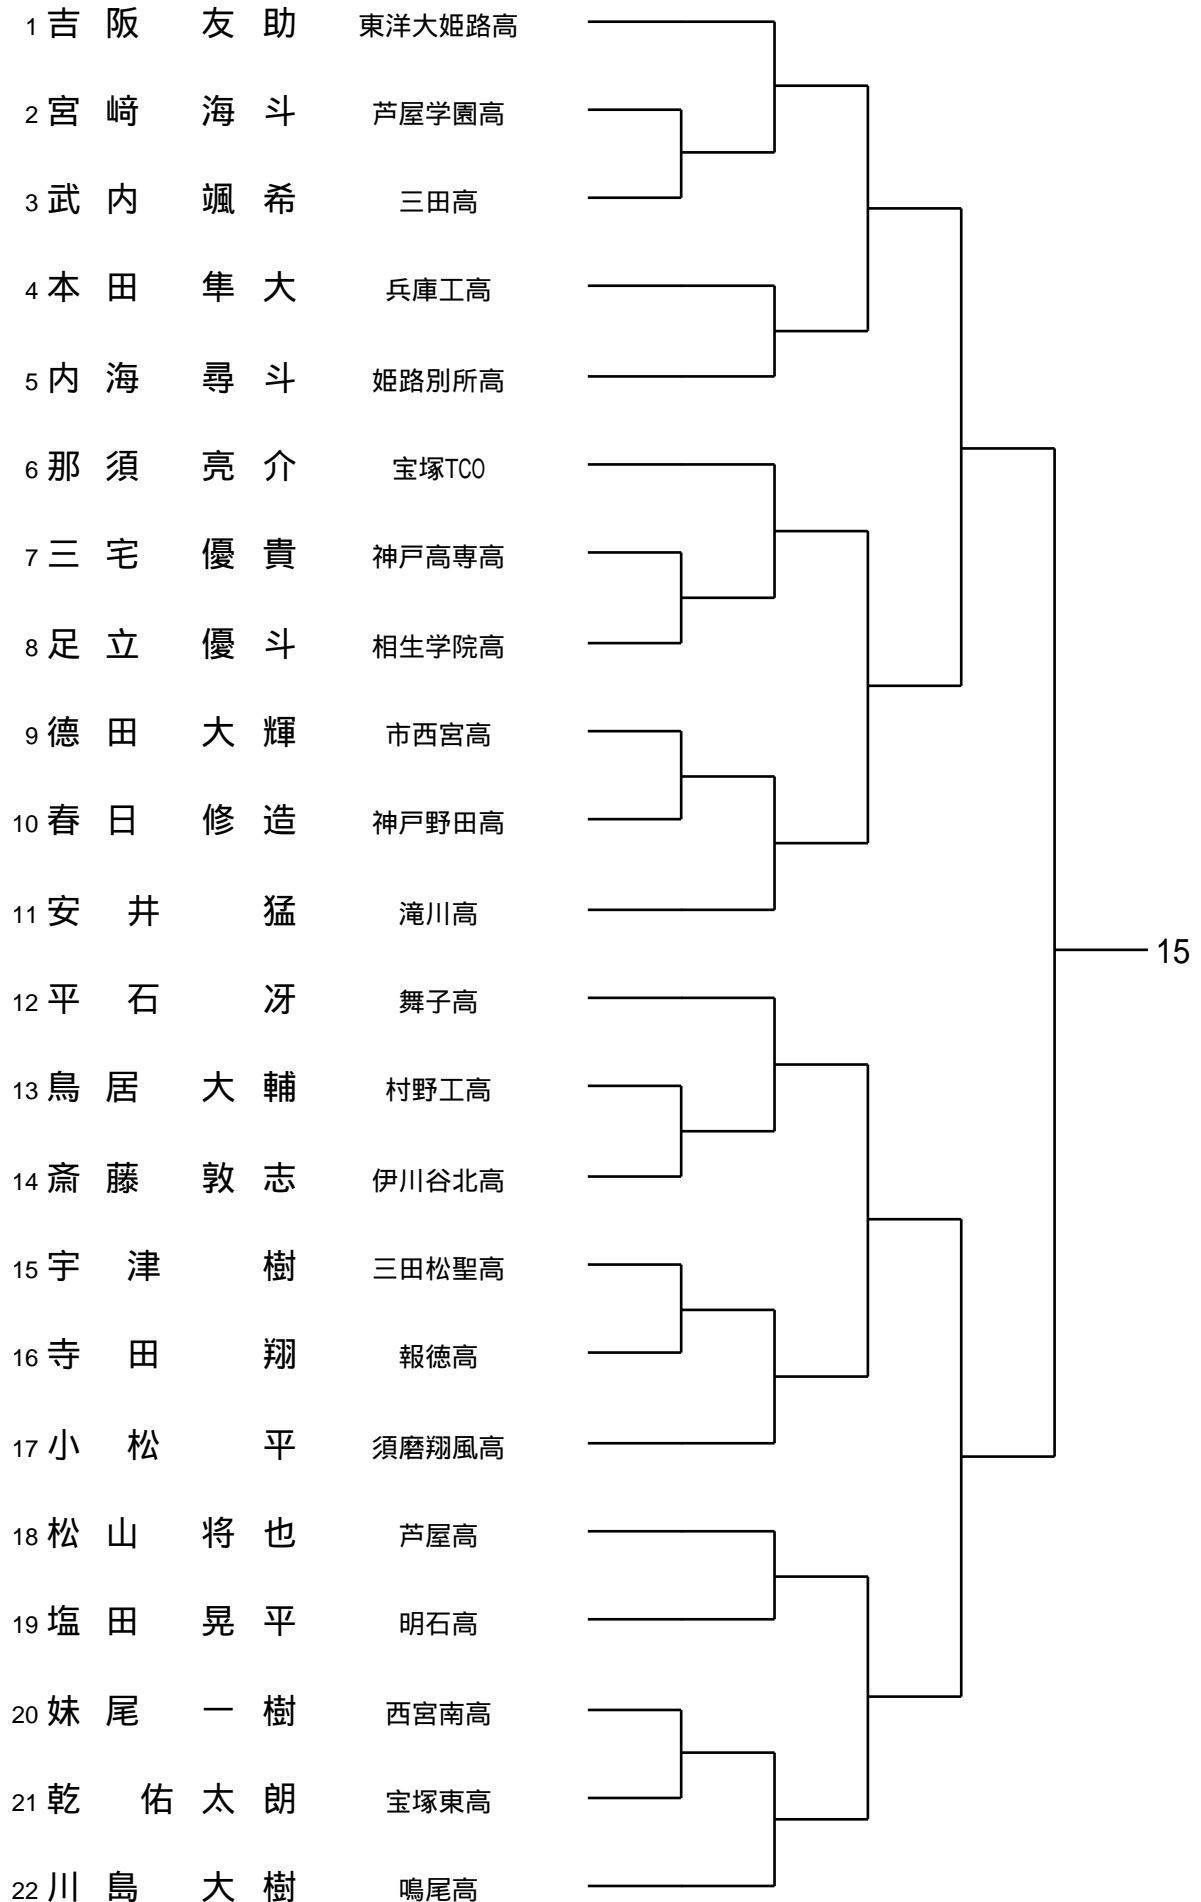 1 吉阪 友助 東洋大姫路高
2 宮﨑 海斗 芦屋学園高
3 武内 颯希 三田高
4 本田 隼大 兵庫工高
5 内海 尋斗 姫路別所高
6 那須 亮介 宝塚TCO
7 三宅 優貴 神戸高専高
8 足立 優斗 相生学院高
9 德田 大輝 市西宮高
10 春日 修造 神戸野田高
11 安井 猛 滝川高
15
12 平石 冴 舞子高
13 鳥居 大輔 村野工高
14 斎藤 敦志 伊川谷北高
15 宇津 樹 三田松聖高
16 寺田 翔 報徳高
17 小松 平 須磨翔風高
18 松山 将也 芦屋高
19 塩田 晃平 明石高
20 妹尾 一樹 西宮南高
21 乾 佑太朗 宝塚東高
22 川島 大樹 鳴尾高